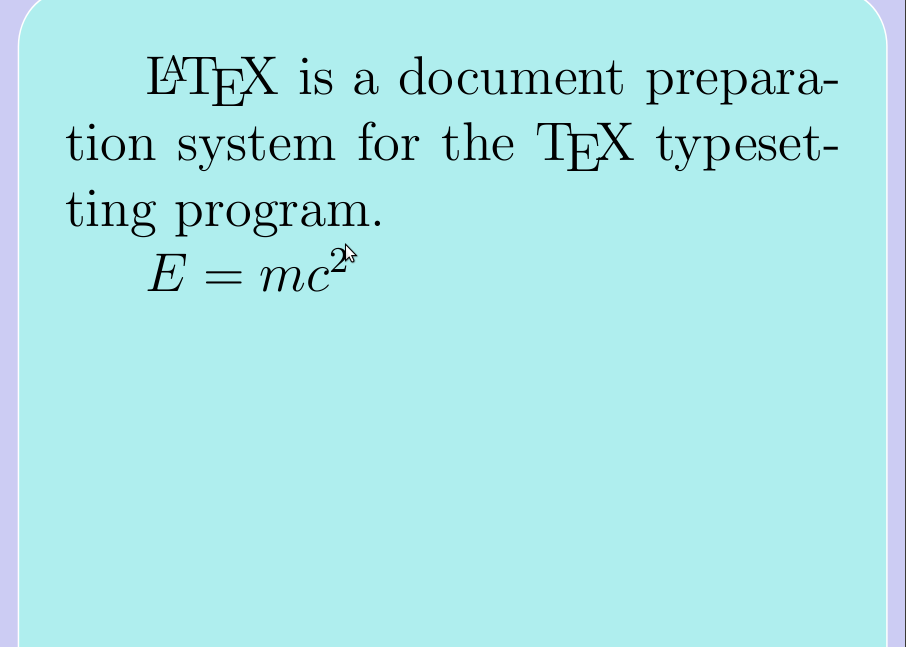 LATEX is a document prepara-
tion system for the TEX typeset-
ting program.
E = mc²